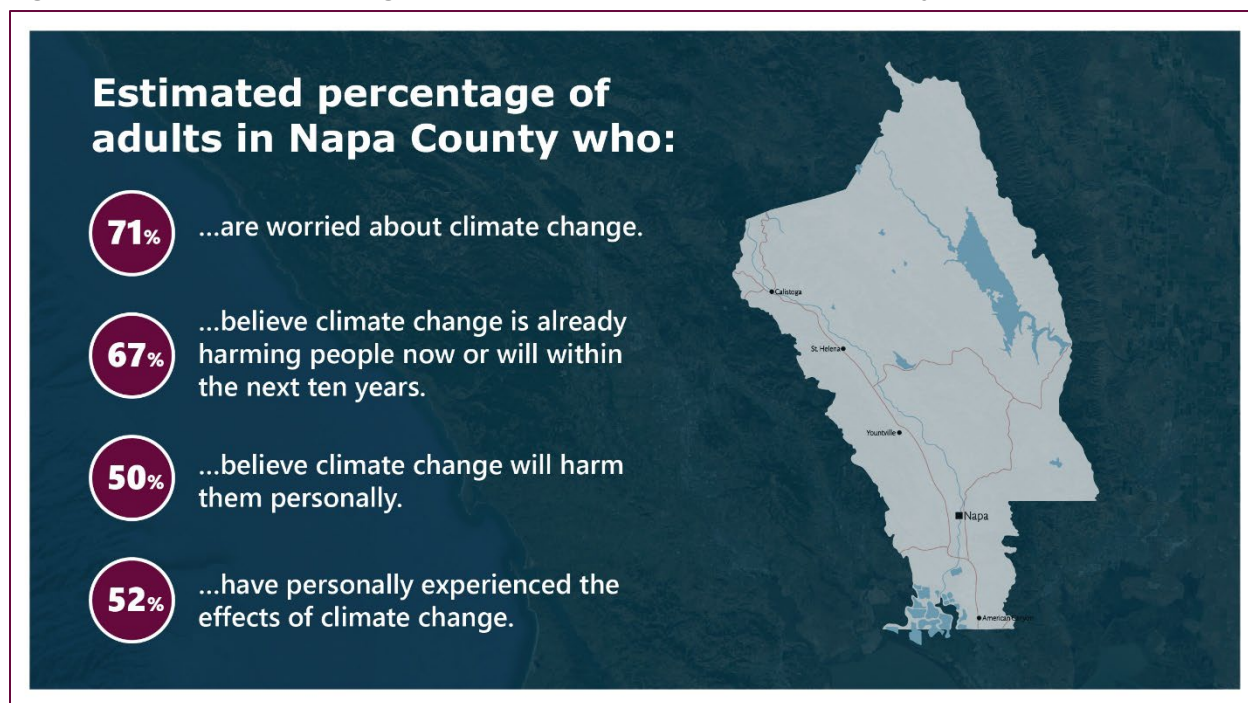 Estimated percentage of
adults in Napa County who:
71%
...are worried about climate change.
67%
...believe climate change is already
harming people now or will within
the next ten years.
50%
...believe climate change will harm
them personally.
52%
...have personally experienced the
effects of climate change.
Calistoga
St. Helena
Yountville
Napa
American Canyon